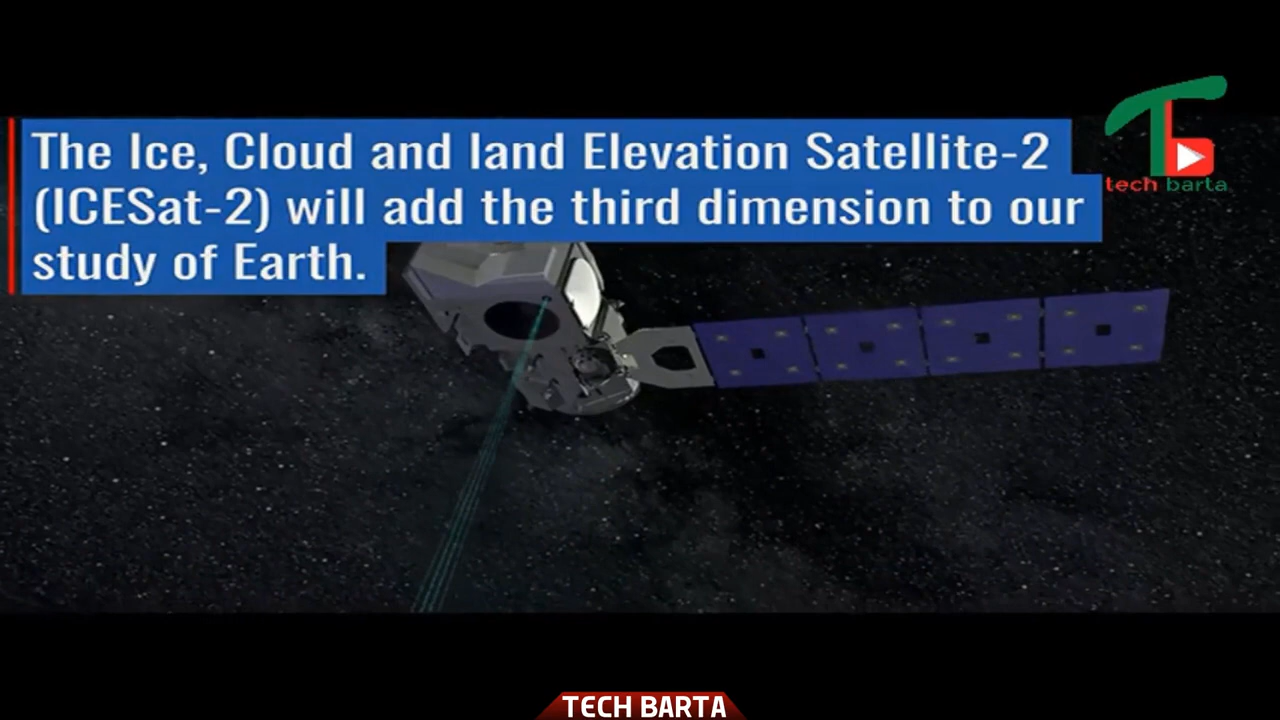 The Ice, Cloud and land Elevation Satellite-2
(ICESat-2) will add the third dimension to our
study of Earth.
tech barta
TECH BARTA